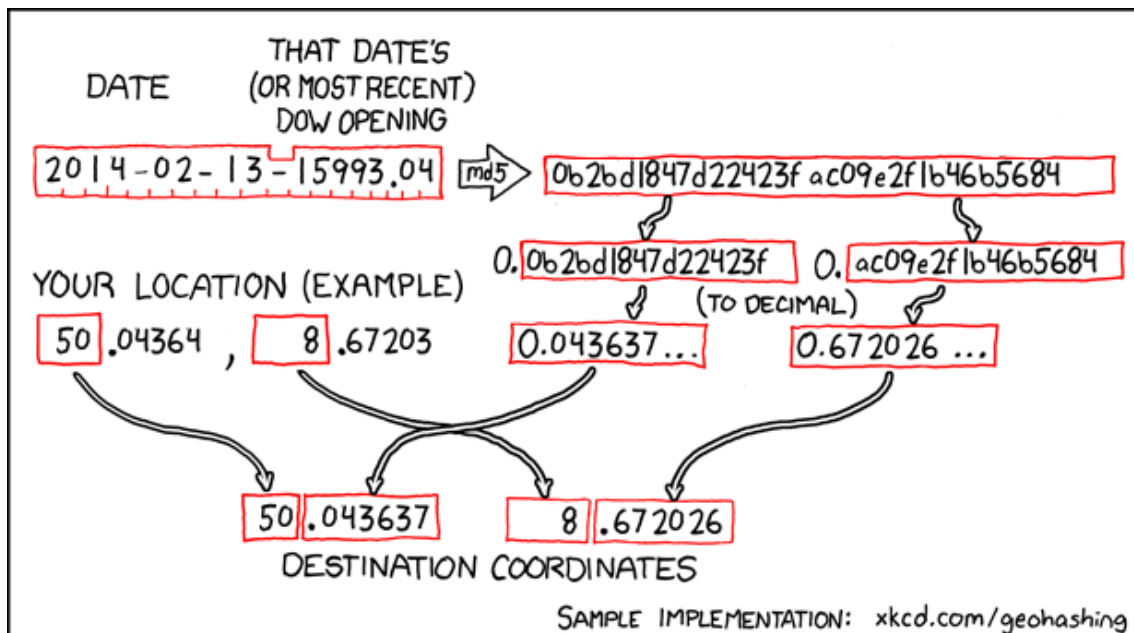 DATE
THAT DATE'S
(OR MOST RECENT)
DOW OPENING
2014-02-13-15993.04
md5
0b2bd1847d22423fac09e2f1b46b5684
0.0b2bd1847d22423f
0.ac09e2f1b46b5684
YOUR LOCATION (EXAMPLE)
(TO DECIMAL)
50.04364, 8.67203
0.043637...
0.672026...
50.043637
8.672026
DESTINATION COORDINATES
SAMPLE IMPLEMENTATION: xkcd.com/geohashing